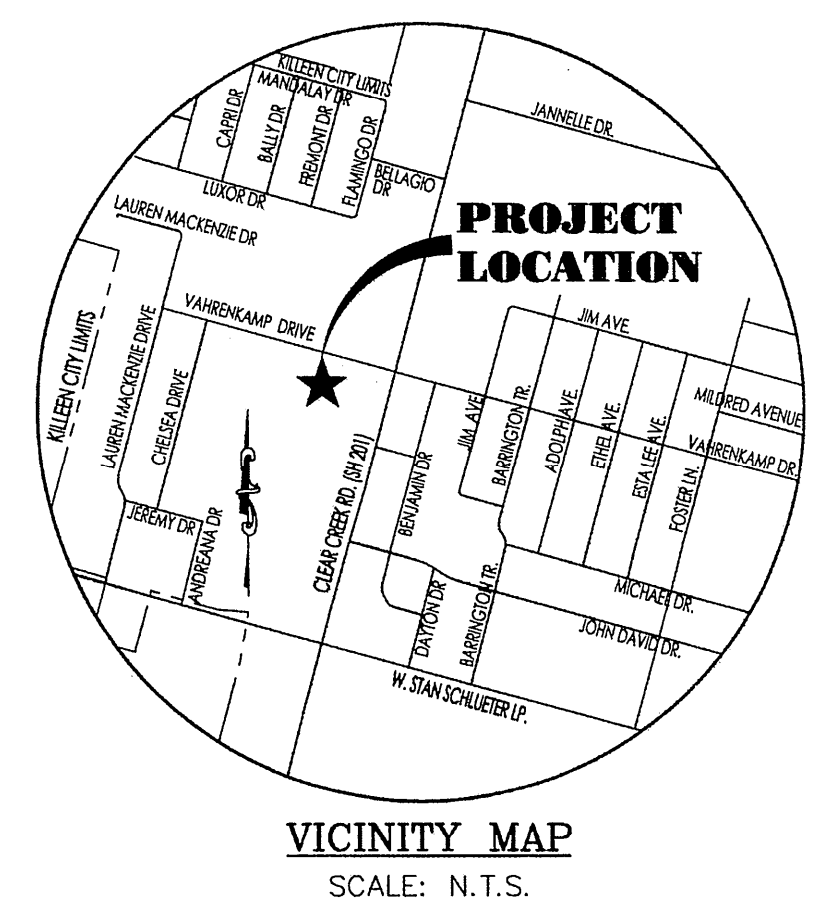 KILLEEN CITY LIMITS
MANDALAY DR
CAPRI DR
BALLY DR
FREMONT DR
FLAMINGO DR
BELLAGIO
DR
JANNELLE DR.
LUXOR DR
LAUREN MACKENZIE DR
PROJECT
LOCATION
VAHRENKAMP DRIVE
KILLEEN CITY LIMITS
LAUREN MACKENZIE DRIVE
CHELSEA DRIVE
JIM AVE.
JIM AVE.
BARRINGTON TR.
ADOLPH AVE.
ETHEL AVE.
ESTA LEE AVE.
FOSTER LN.
MILDRED AVENUE
VAHRENKAMP DR.
CLEAR CREEK RD. (SH 201)
BENJAMIN DR
JEREMY DR
ANDREANA DR
DAYTON DR
BARRINGTON TR.
MICHAEL DR.
JOHN DAVID DR.
W. STAN SCHLUETER LP.
VICINITY MAP
SCALE: N.T.S.